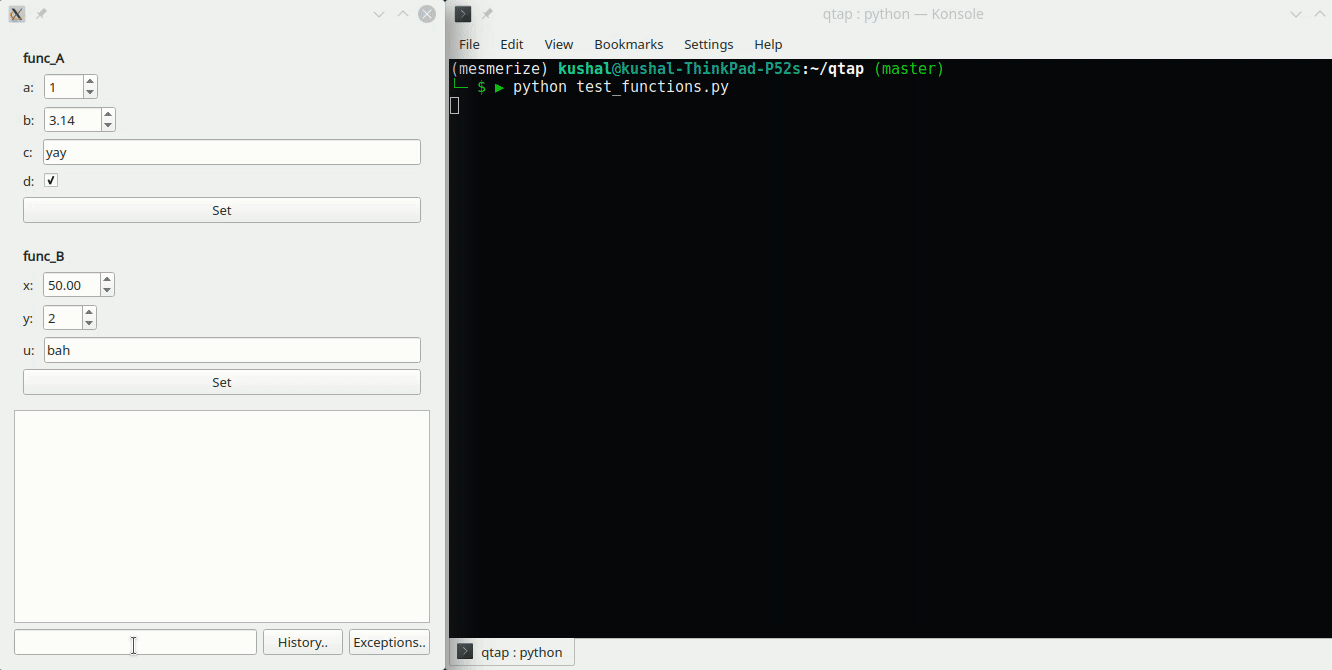 func_A
a: 1
b: 3.14
c: yay
d:
Set
func_B
x: 50.00
y: 2
u: bah
Set
History..
Exceptions..
qtap : python — Konsole
File Edit View Bookmarks Settings Help
(mesmerize) kushal@kushal-ThinkPad-P52s:~/qtap (master)
└─ $ ▶ python test_functions.py
qtap : python